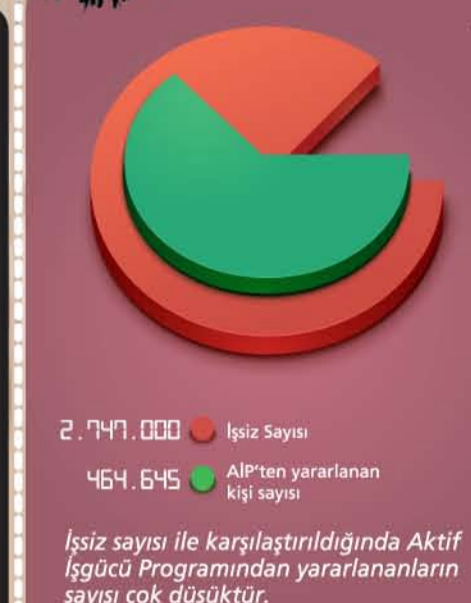 2.747.000 İşsiz Sayısı
464.645 AİP'ten yararlanan
kişi sayısı
İşsiz sayısı ile karşılaştırıldığında Aktif
İşgücü Programından yararlananların
sayısı çok düşüktür.